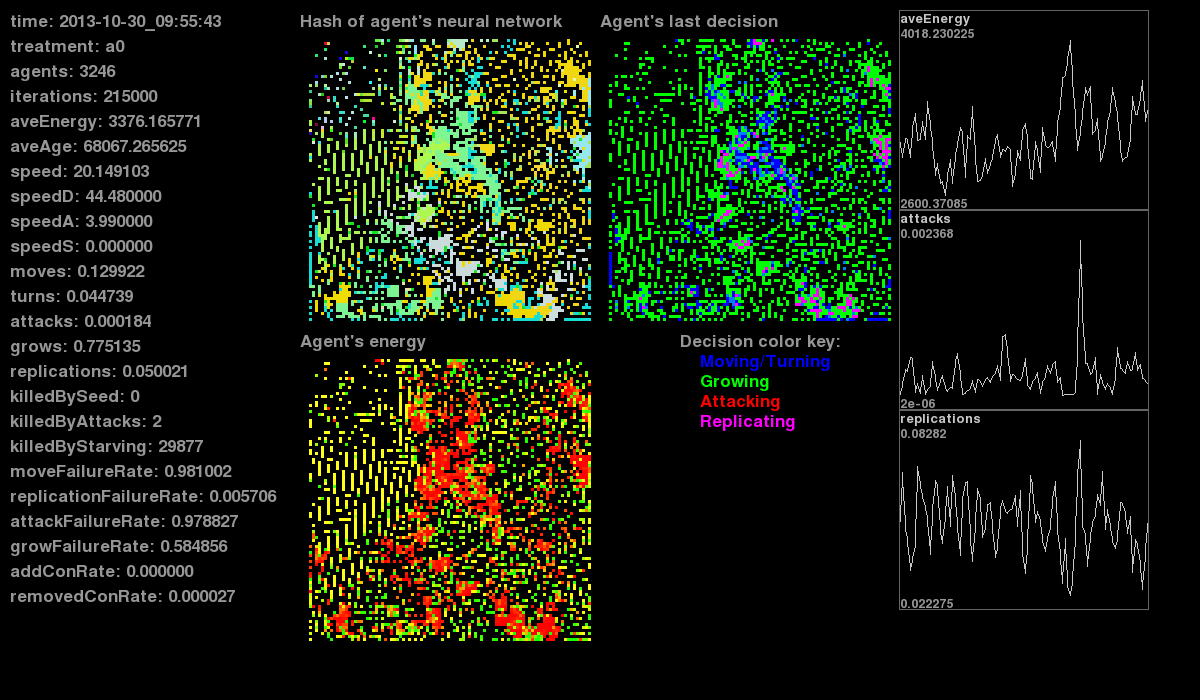 time: 2013-10-30_09:55:43
treatment: a0
agents: 3246
iterations: 215000
aveEnergy: 3376.165771
aveAge: 68067.265625
speed: 20.149103
speedD: 44.480000
speedA: 3.990000
speedS: 0.000000
moves: 0.129922
turns: 0.044739
attacks: 0.000184
grows: 0.775135
replications: 0.050021
killedBySeed: 0
killedByAttacks: 2
killedByStarving: 29877
moveFailureRate: 0.981002
replicationFailureRate: 0.005706
attackFailureRate: 0.978827
growFailureRate: 0.584856
addConRate: 0.000000
removedConRate: 0.000027
Hash of agent's neural network
Agent's last decision
Agent's energy
Decision color key:
Moving/Turning
Growing
Attacking
Replicating
aveEnergy
4018.230225
2600.37085
attacks
0.002368
2e-06
replications
0.08282
0.022275